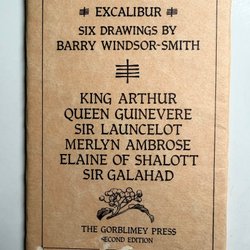 EXCALIBUR
SIX DRAWINGS BY
BARRY WINDSOR-SMITH
KING ARTHUR
QUEEN GUINEVERE
SIR LAUNCELOT
MERLYN AMBROSE
ELAINE OF SHALOTT
SIR GALAHAD
THE GORBLIMEY PRESS
SECOND EDITION